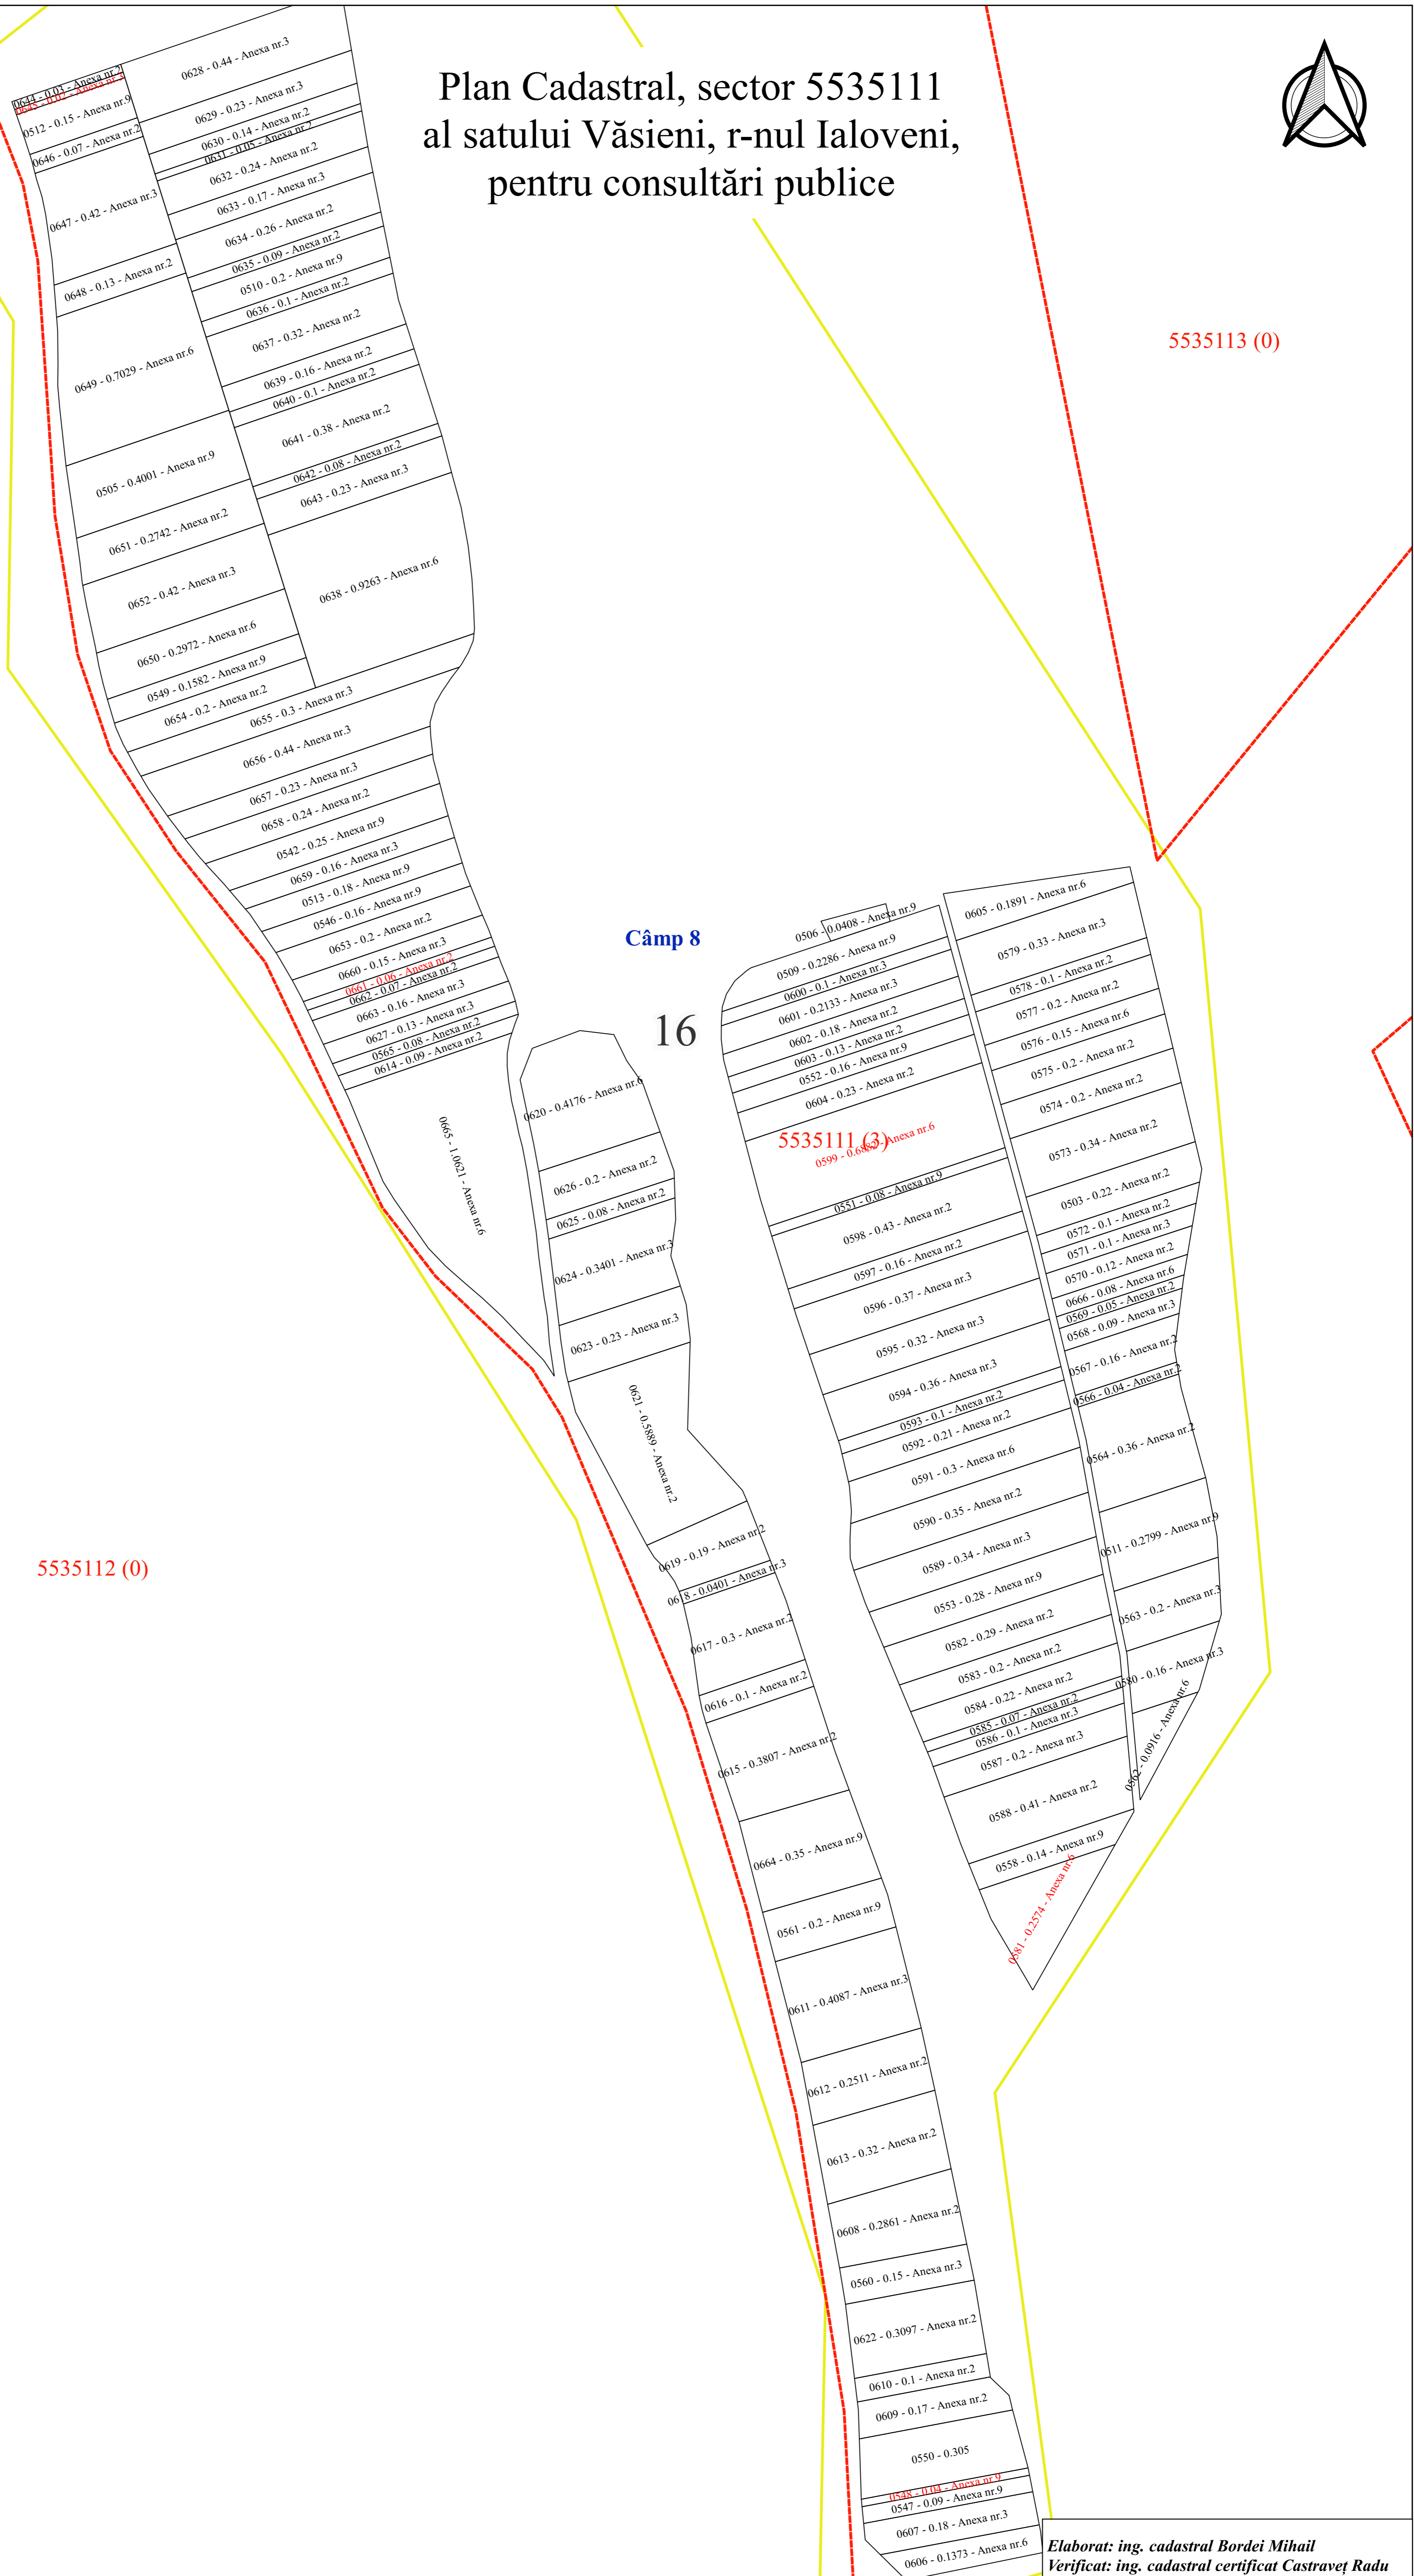 Plan Cadastral, sector 5535111
al satului Văsieni, r-nul Ialoveni,
pentru consultări publice
0644 - 0.03 - Anexa nr.2
0512 - 0.15 - Anexa nr.9
0646 - 0.07 - Anexa nr.2
0647 - 0.42 - Anexa nr.3
0648 - 0.13 - Anexa nr.2
0649 - 0.7029 - Anexa nr.6
0505 - 0.4001 - Anexa nr.9
0651 - 0.2742 - Anexa nr.2
0652 - 0.42 - Anexa nr.3
0650 - 0.2972 - Anexa nr.6
0549 - 0.1582 - Anexa nr.9
0654 - 0.2 - Anexa nr.2
0628 - 0.44 - Anexa nr.3
0629 - 0.23 - Anexa nr.3
0630 - 0.14 - Anexa nr.2
0631 - 0.05 - Anexa nr.2
0632 - 0.24 - Anexa nr.2
0633 - 0.17 - Anexa nr.3
0634 - 0.26 - Anexa nr.2
0635 - 0.09 - Anexa nr.2
0510 - 0.2 - Anexa nr.9
0636 - 0.1 - Anexa nr.2
0637 - 0.32 - Anexa nr.2
0639 - 0.16 - Anexa nr.2
0640 - 0.1 - Anexa nr.2
0641 - 0.38 - Anexa nr.2
0642 - 0.08 - Anexa nr.2
0643 - 0.23 - Anexa nr.3
0638 - 0.9263 - Anexa nr.6
0655 - 0.3 - Anexa nr.3
0656 - 0.44 - Anexa nr.3
0657 - 0.23 - Anexa nr.3
0658 - 0.24 - Anexa nr.2
0542 - 0.25 - Anexa nr.9
0659 - 0.16 - Anexa nr.3
0513 - 0.18 - Anexa nr.9
0546 - 0.16 - Anexa nr.9
0653 - 0.2 - Anexa nr.2
0660 - 0.15 - Anexa nr.3
0661 - 0.06 - Anexa nr.2
0662 - 0.07 - Anexa nr.2
0663 - 0.16 - Anexa nr.3
0627 - 0.13 - Anexa nr.3
0565 - 0.08 - Anexa nr.2
0614 - 0.09 - Anexa nr.2
0665 - 1.0621 - Anexa nr.6
5535113 (0)
Câmp 8
16
5535111 (3)
5535112 (0)
0620 - 0.4176 - Anexa nr.6
0626 - 0.2 - Anexa nr.2
0625 - 0.08 - Anexa nr.2
0624 - 0.3401 - Anexa nr.3
0623 - 0.23 - Anexa nr.3
0621 - 0.5889 - Anexa nr.2
0619 - 0.19 - Anexa nr.2
0618 - 0.0401 - Anexa nr.3
0617 - 0.3 - Anexa nr.2
0616 - 0.1 - Anexa nr.2
0615 - 0.3807 - Anexa nr.2
0664 - 0.35 - Anexa nr.9
0561 - 0.2 - Anexa nr.9
0611 - 0.4087 - Anexa nr.3
0612 - 0.2511 - Anexa nr.2
0613 - 0.32 - Anexa nr.2
0608 - 0.2861 - Anexa nr.2
0560 - 0.15 - Anexa nr.3
0622 - 0.3097 - Anexa nr.2
0610 - 0.1 - Anexa nr.2
0609 - 0.17 - Anexa nr.2
0550 - 0.305
0548 - 0.04 - Anexa nr.9
0547 - 0.09 - Anexa nr.9
0607 - 0.18 - Anexa nr.3
0606 - 0.1373 - Anexa nr.6
0506 - 0.0408 - Anexa nr.9
0509 - 0.2286 - Anexa nr.9
0600 - 0.1 - Anexa nr.3
0601 - 0.2133 - Anexa nr.3
0602 - 0.18 - Anexa nr.2
0603 - 0.13 - Anexa nr.2
0552 - 0.16 - Anexa nr.9
0604 - 0.23 - Anexa nr.2
0599 - Anexa nr.6
0551 - 0.08 - Anexa nr.9
0598 - 0.43 - Anexa nr.2
0597 - 0.16 - Anexa nr.2
0596 - 0.37 - Anexa nr.3
0595 - 0.32 - Anexa nr.3
0594 - 0.36 - Anexa nr.3
0593 - 0.1 - Anexa nr.2
0592 - 0.21 - Anexa nr.2
0591 - 0.3 - Anexa nr.6
0590 - 0.35 - Anexa nr.2
0589 - 0.34 - Anexa nr.3
0553 - 0.28 - Anexa nr.9
0582 - 0.29 - Anexa nr.2
0583 - 0.2 - Anexa nr.2
0584 - 0.22 - Anexa nr.2
0585 - 0.07 - Anexa nr.2
0586 - 0.1 - Anexa nr.3
0587 - 0.2 - Anexa nr.3
0588 - 0.41 - Anexa nr.2
0558 - 0.14 - Anexa nr.9
0581 - 0.2574 - Anexa nr.6
0605 - 0.1891 - Anexa nr.6
0579 - 0.33 - Anexa nr.3
0578 - 0.1 - Anexa nr.2
0577 - 0.2 - Anexa nr.2
0576 - 0.15 - Anexa nr.6
0575 - 0.2 - Anexa nr.2
0574 - 0.2 - Anexa nr.2
0573 - 0.34 - Anexa nr.2
0503 - 0.22 - Anexa nr.2
0572 - 0.1 - Anexa nr.2
0571 - 0.1 - Anexa nr.3
0570 - 0.12 - Anexa nr.2
0666 - 0.08 - Anexa nr.6
0569 - 0.05 - Anexa nr.2
0568 - 0.09 - Anexa nr.3
0567 - 0.16 - Anexa nr.2
0566 - 0.04 - Anexa nr.2
0564 - 0.36 - Anexa nr.2
0511 - 0.2799 - Anexa nr.9
0563 - 0.2 - Anexa nr.3
0580 - 0.16 - Anexa nr.3
0562 - 0.0916 - Anexa nr.6
Elaborat: ing. cadastral Bordei Mihail
Verificat: ing. cadastral certificat Castraveț Radu